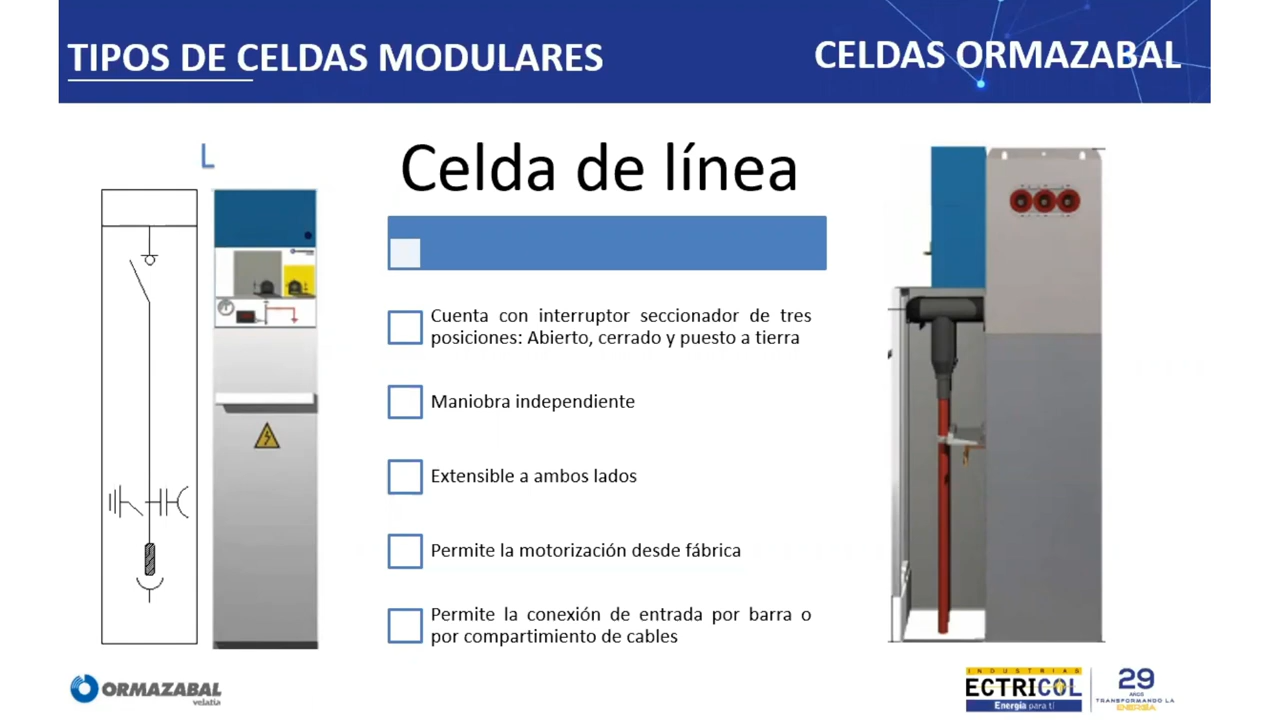 TIPOS DE CELDAS MODULARES
CELDAS ORMAZABAL
L
Celda de línea
Cuenta con interruptor seccionador de tres
posiciones: Abierto, cerrado y puesto a tierra
Maniobra independiente
Extensible a ambos lados
Permite la motorización desde fábrica
Permite la conexión de entrada por barra o
por compartimiento de cables
ORMAZABAL
velatia
INDUSTRIAS
ECTRICOL
Energía para ti
29
AÑOS
TRANSFORMANDO LA
ENERGÍA